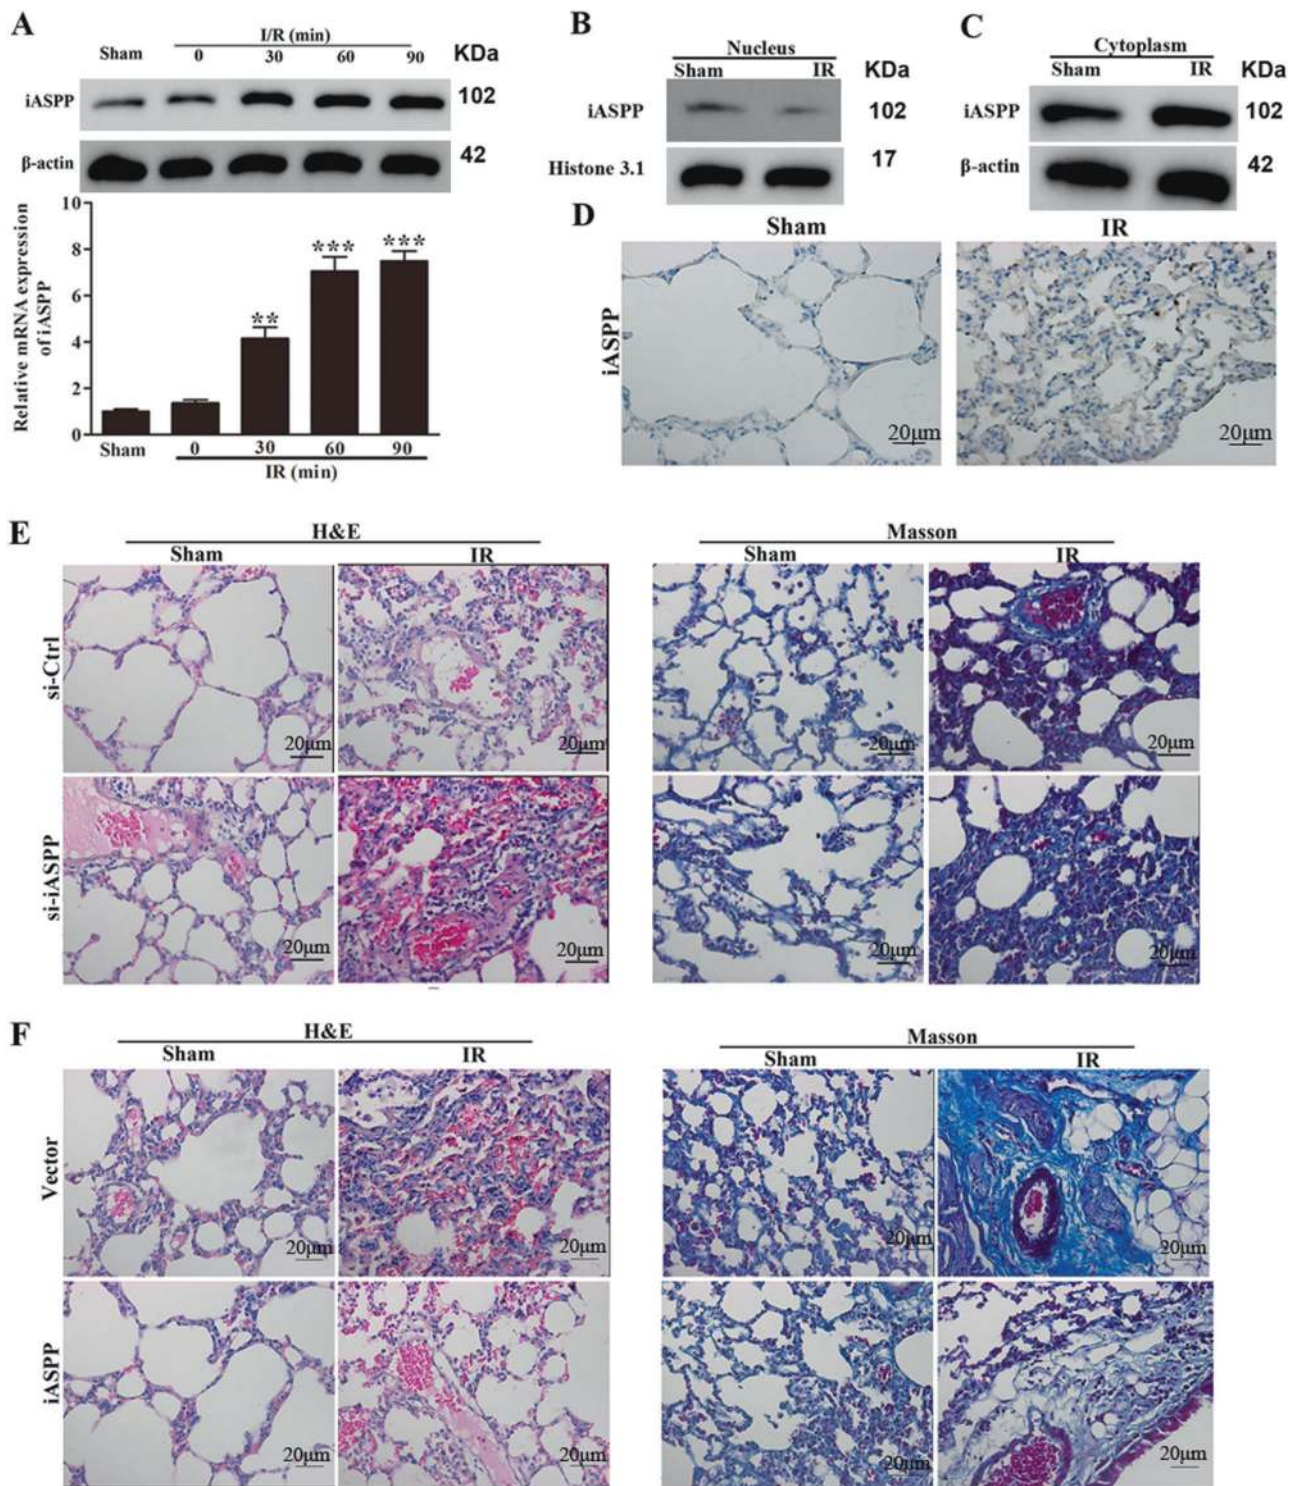 A
I/R (min)
Sham 0 30 60 90 KDa
iASPP 102
β-actin 42
Relative mRNA expression
of iASPP
10
8
6
4
2
0
** *** ***
Sham 0 30 60 90
IR (min)
B
Nucleus
Sham IR KDa
iASPP 102
Histone 3.1 17
C
Cytoplasm
Sham IR KDa
iASPP 102
β-actin 42
D
Sham IR
iASPP
20μm 20μm
E
H&E Masson
Sham IR Sham IR
si-Ctrl
20μm 20μm 20μm 20μm
si-iASPP
20μm 20μm 20μm 20μm
F
H&E Masson
Sham IR Sham IR
Vector
20μm 20μm 20μm 20μm
iASPP
20μm 20μm 20μm 20μm